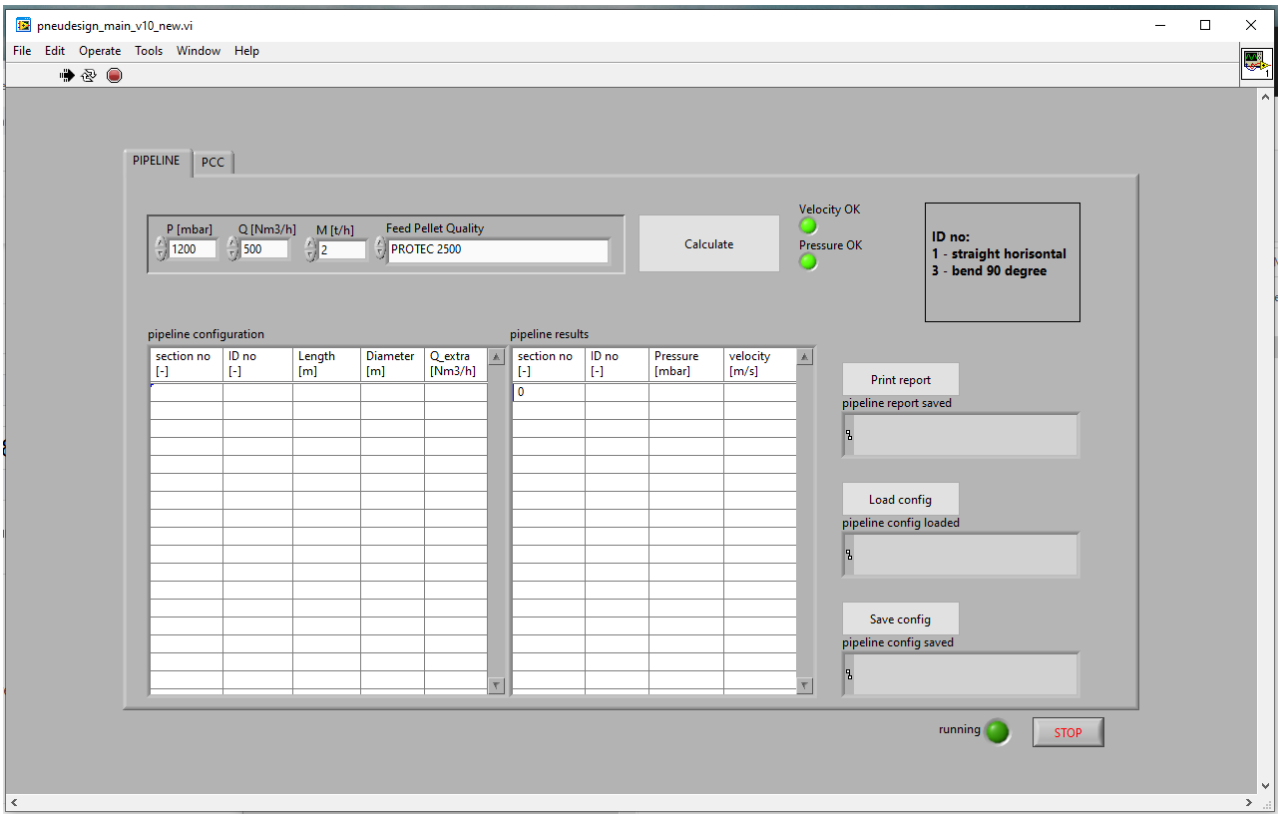 pneudesign_main_v10_new.vi
File Edit Operate Tools Window Help
1
PIPELINE PCC
P [mbar] Q [Nm3/h] M [t/h] Feed Pellet Quality
1200 500 2 PROTEC 2500
Calculate
Velocity OK
Pressure OK
ID no:
1 - straight horisontal
3 - bend 90 degree
pipeline configuration
section no ID no Length Diameter Q_extra
[-] [-] [m] [m] [Nm3/h]
pipeline results
section no ID no Pressure velocity
[-] [-] [mbar] [m/s]
0
Print report
pipeline report saved
Load config
pipeline config loaded
Save config
pipeline config saved
running
STOP